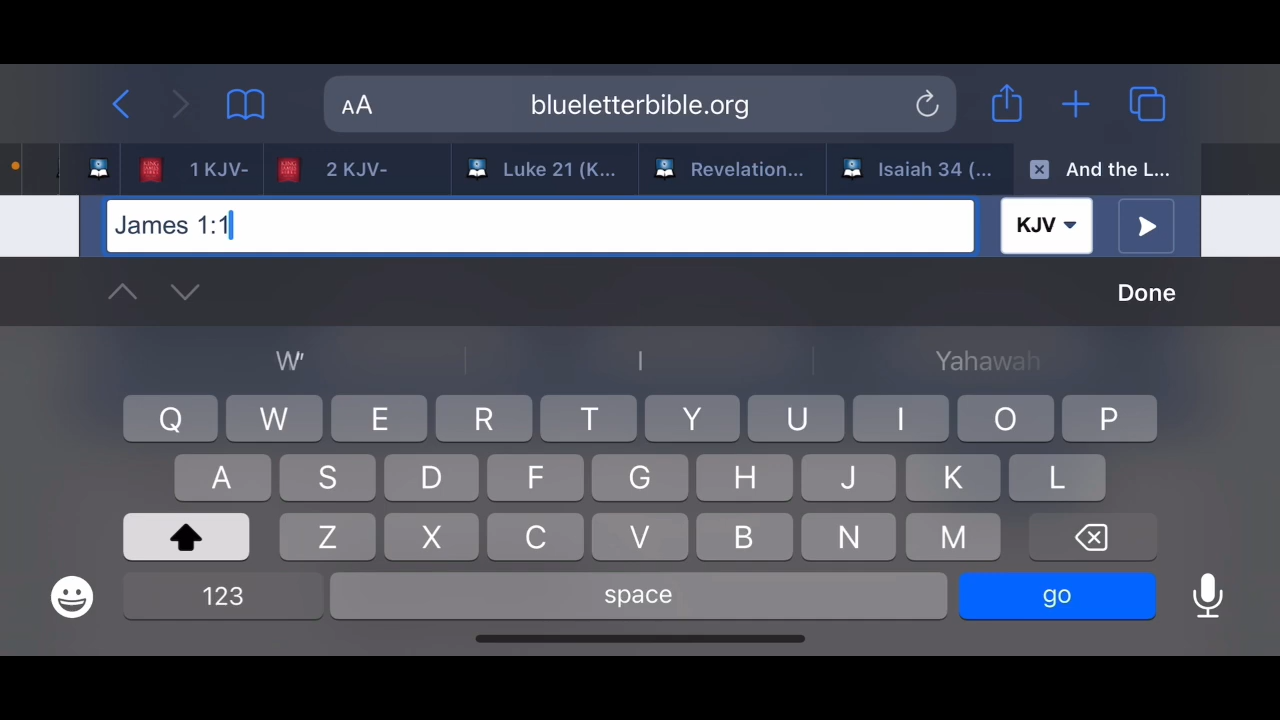 AA blueletterbible.org
1 KJV- 2 KJV- Luke 21 (K... Revelation... Isaiah 34 (... And the L...
James 1:1 KJV
Done
W" I Yahawah
Q W E R T Y U I O P
A S D F G H J K L
Z X C V B N M
123 space go